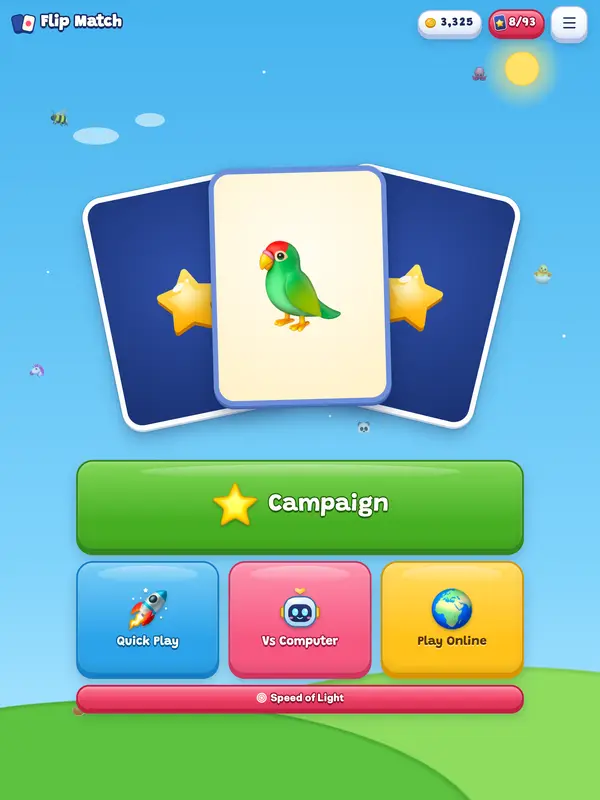 Flip Match
3,325
8/93
Campaign
Quick Play
Vs Computer
Play Online
Speed of Light